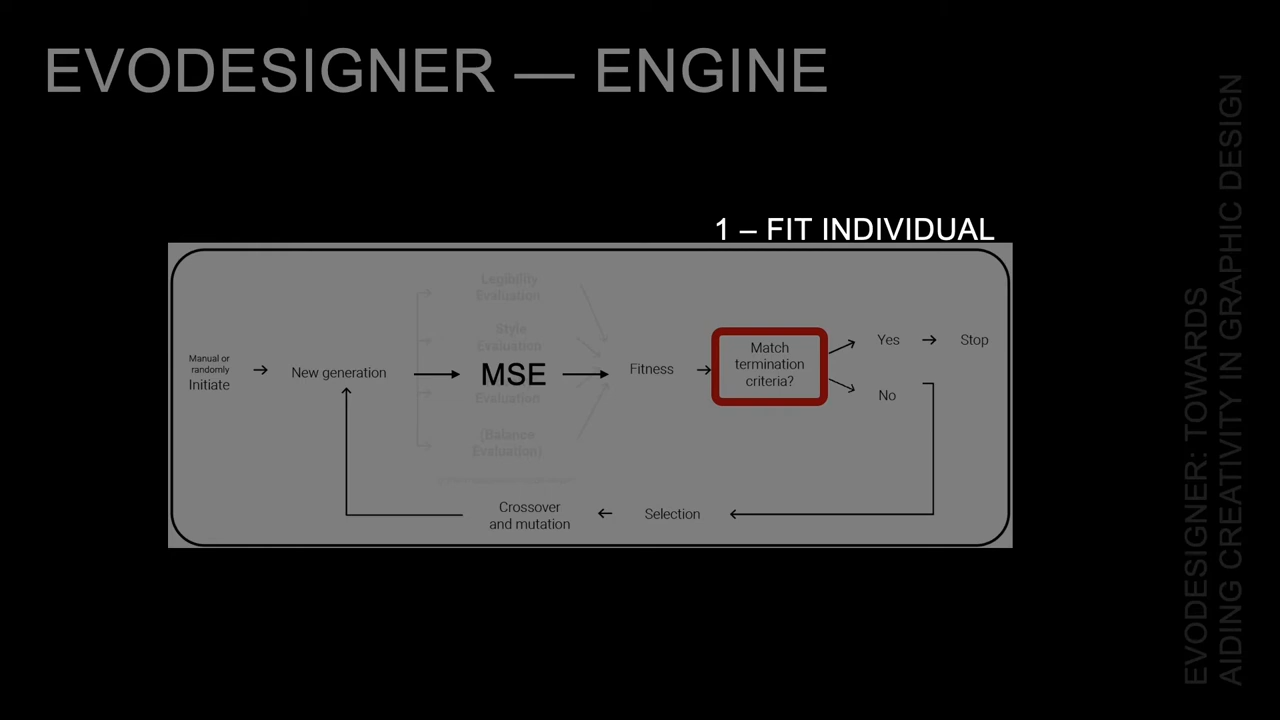 EVODESIGNER — ENGINE
1 – FIT INDIVIDUAL
Legibility
Evaluation
Style
Evaluation
Manual or
randomly
Initiate
New generation
MSE
Evaluation
(Balance
Evaluation)
Fitness
Match
termination
criteria?
Yes
Stop
No
Crossover
and mutation
Selection
EVODESIGNER: TOWARDS
AIDING CREATIVITY IN GRAPHIC DESIGN